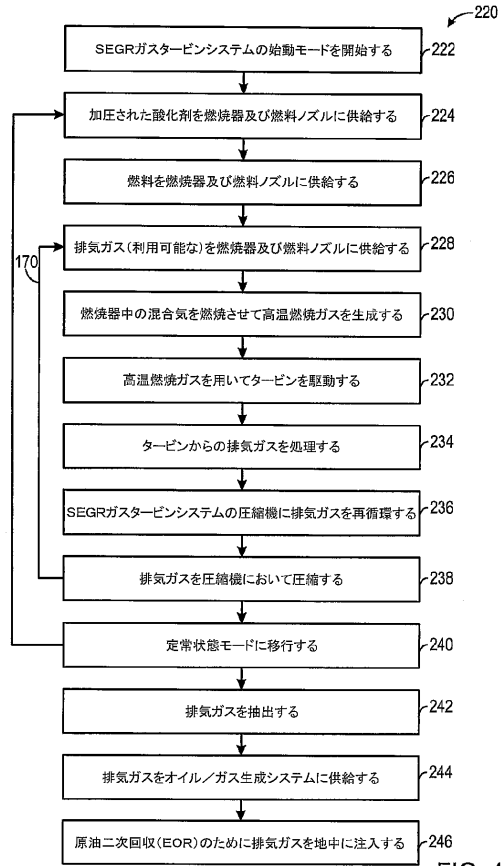 220
SEGRガスタービンシステムの始動モードを開始する
222
加圧された酸化剤を燃焼器及び燃料ノズルに供給する
224
燃料を燃焼器及び燃料ノズルに供給する
226
排気ガス(利用可能な)を燃焼器及び燃料ノズルに供給する
228
170
燃焼器中の混合気を燃焼させて高温燃焼ガスを生成する
230
高温燃焼ガスを用いてタービンを駆動する
232
タービンからの排気ガスを処理する
234
SEGRガスタービンシステムの圧縮機に排気ガスを再循環する
236
排気ガスを圧縮機において圧縮する
238
定常状態モードに移行する
240
排気ガスを抽出する
242
排気ガスをオイル/ガス生成システムに供給する
244
原油二次回収(EOR)のために排気ガスを地中に注入する
246